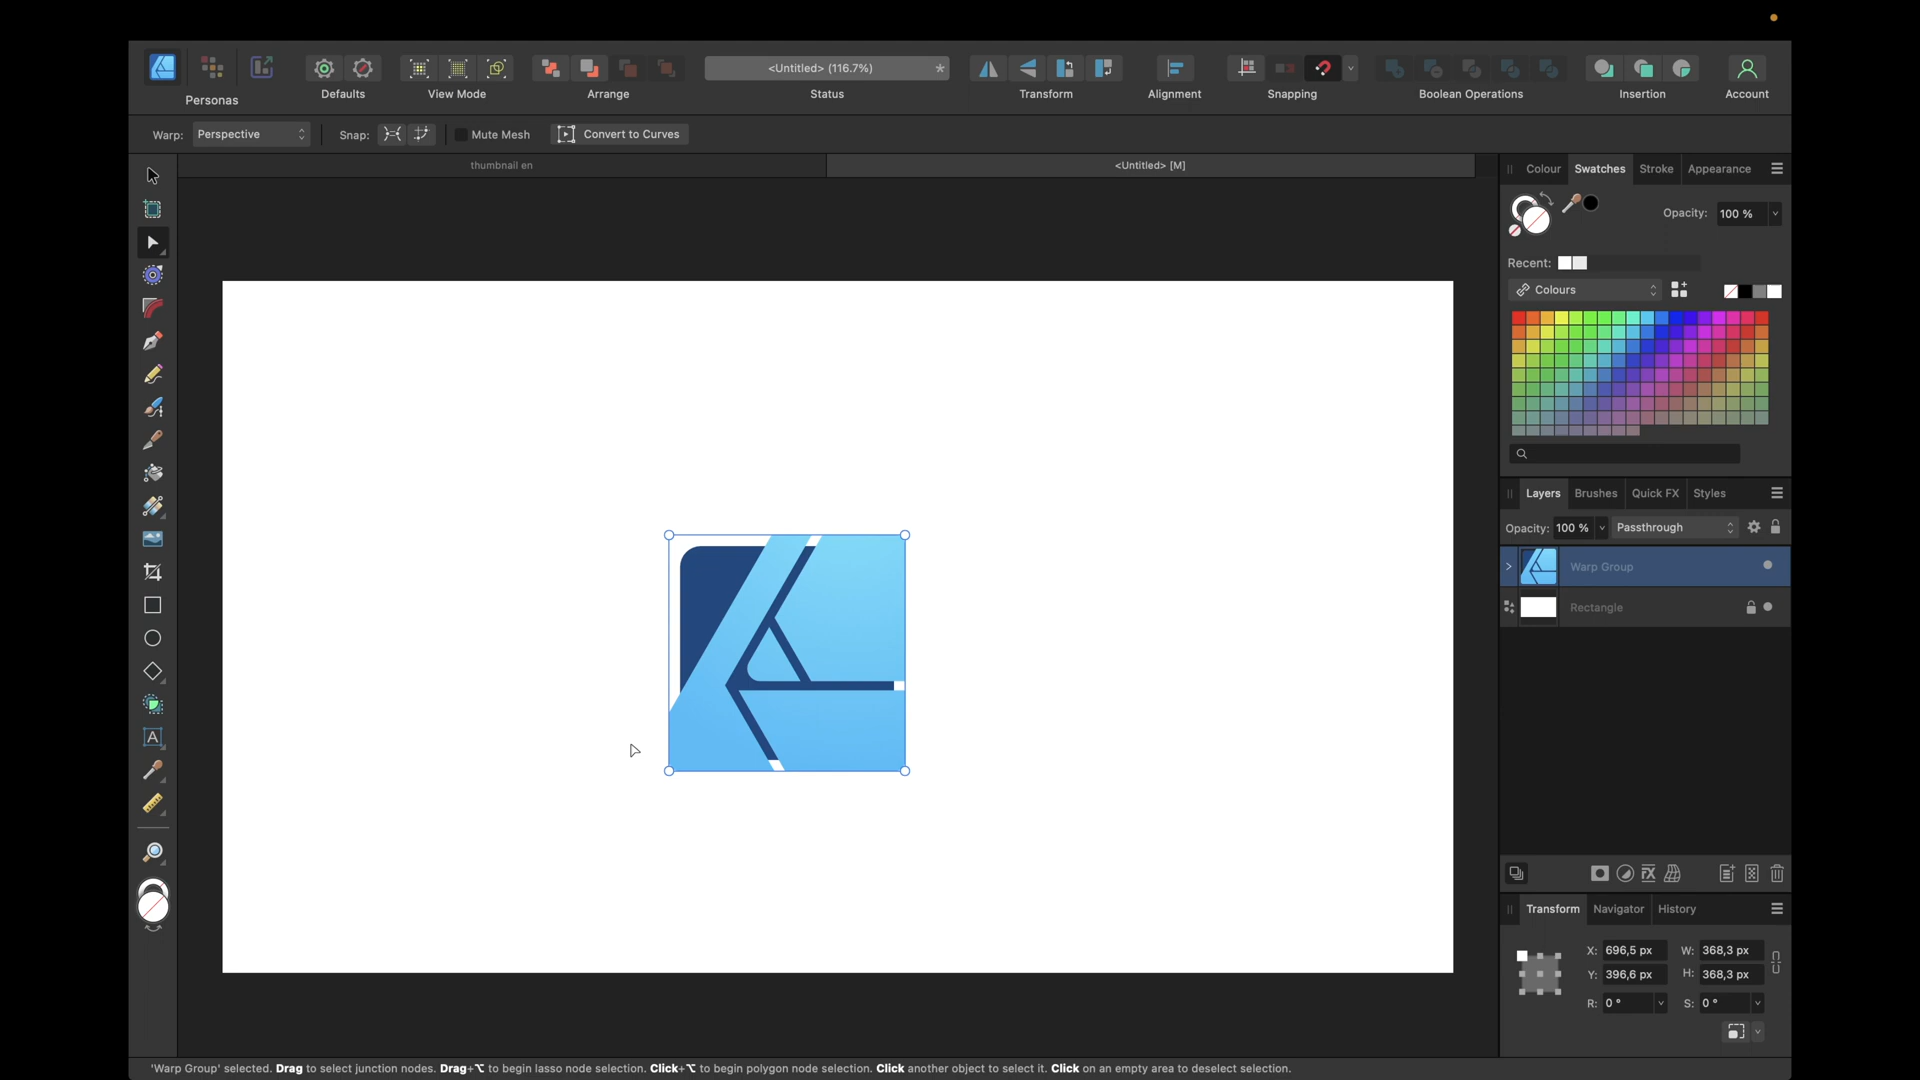 <Untitled> (116.7%)
*
Personas
Defaults
View Mode
Arrange
Status
Transform
Alignment
Snapping
Boolean Operations
Insertion
Account
Warp:
Perspective
Snap:
Mute Mesh
Convert to Curves
thumbnail en
<Untitled> [M]
Colour
Swatches
Stroke
Appearance
Opacity:
100 %
Recent:
Colours
Layers
Brushes
Quick FX
Styles
Opacity:
100 %
Passthrough
Warp Group
Rectangle
Transform
Navigator
History
X:
696,5 px
W:
368,3 px
Y:
396,6 px
H:
368,3 px
R:
0 °
S:
0 °
'Warp Group' selected. Drag to select junction nodes. Drag+⌥ to begin lasso node selection. Click+⌥ to begin polygon node selection. Click another object to select it. Click on an empty area to deselect selection.